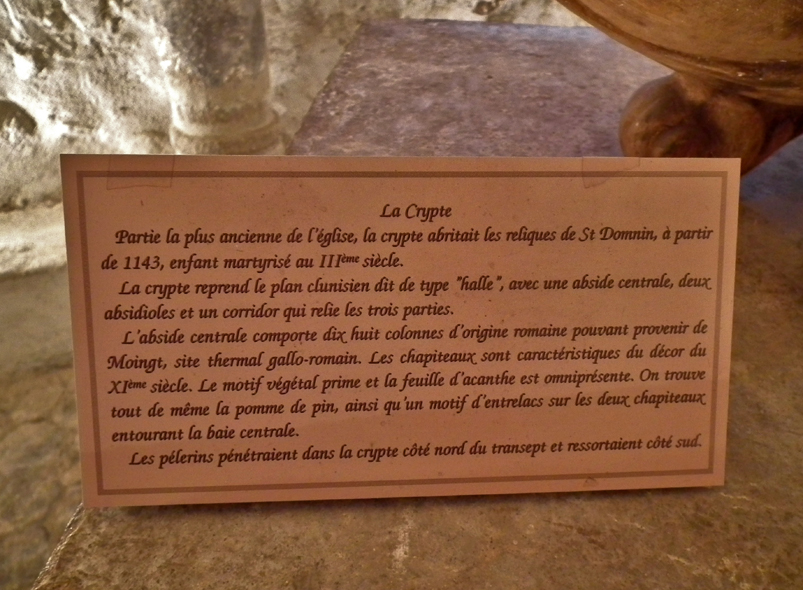 La Crypte
Partie la plus ancienne de l'église, la crypte abritait les reliques de St Domnin, à partir
de 1143, enfant martyrisé au IIIème siècle.
La crypte reprend le plan clunisien dit de type "halle", avec une abside centrale, deux
absidioles et un corridor qui relie les trois parties.
L'abside centrale comporte dix huit colonnes d'origine romaine pouvant provenir de
Moingt, site thermal gallo-romain. Les chapiteaux sont caractéristiques du décor du
XIème siècle. Le motif végétal prime et la feuille d'acanthe est omniprésente. On trouve
tout de même la pomme de pin, ainsi qu'un motif d'entrelacs sur les deux chapiteaux
entourant la baie centrale.
Les pélerins pénétraient dans la crypte côté nord du transept et ressortaient côté sud.